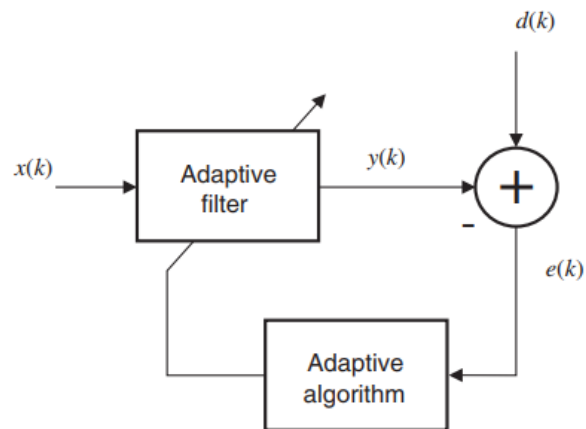 d(k)
x(k)
Adaptive
filter
y(k)
+
-
e(k)
Adaptive
algorithm